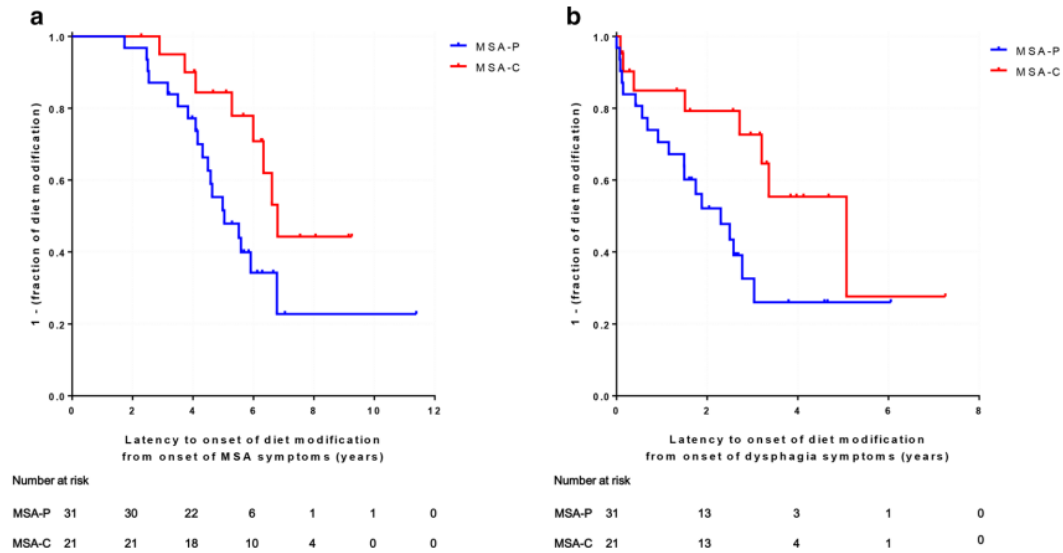 a
1 - (fraction of diet modification)
1.0
0.8
0.6
0.4
0.2
0.0
0 2 4 6 8 10 12
MSA-P
MSA-C
Latency to onset of diet modification
from onset of MSA symptoms (years)
Number at risk
MSA-P 31 30 22 6 1 1 0
MSA-C 21 21 18 10 4 0 0
b
1 - (fraction of diet modification)
1.0
0.8
0.6
0.4
0.2
0.0
0 2 4 6 8
MSA-P
MSA-C
Latency to onset of diet modification
from onset of dysphagia symptoms (years)
Number at risk
MSA-P 31 13 3 1 0
MSA-C 21 13 4 1 0